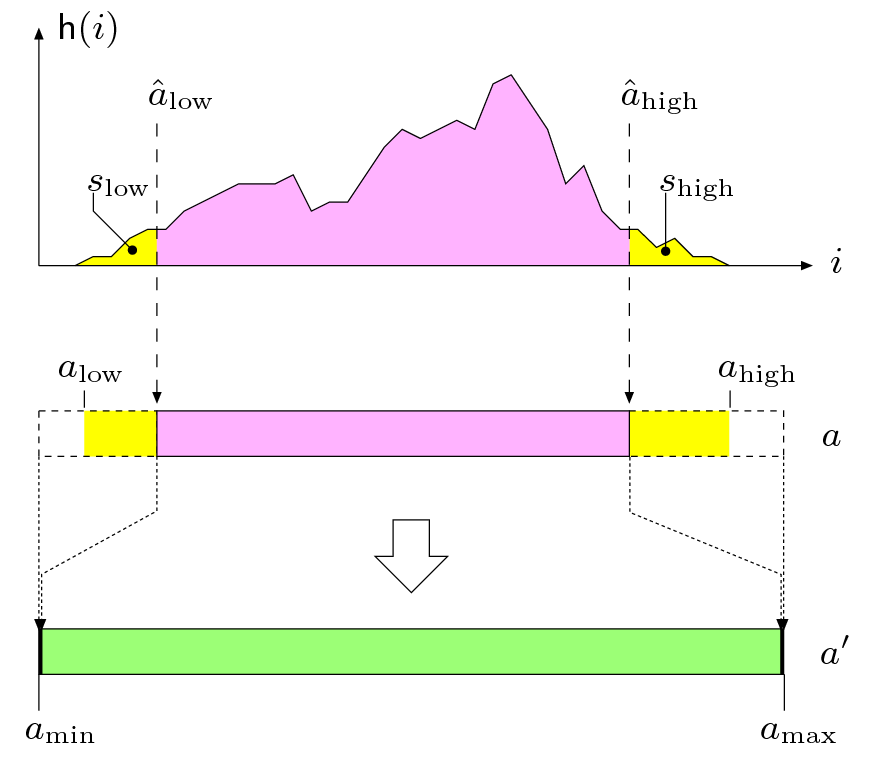 h(i)
â_low â_high
s_low s_high
i
a_low a_high
a
a′
a_min a_max